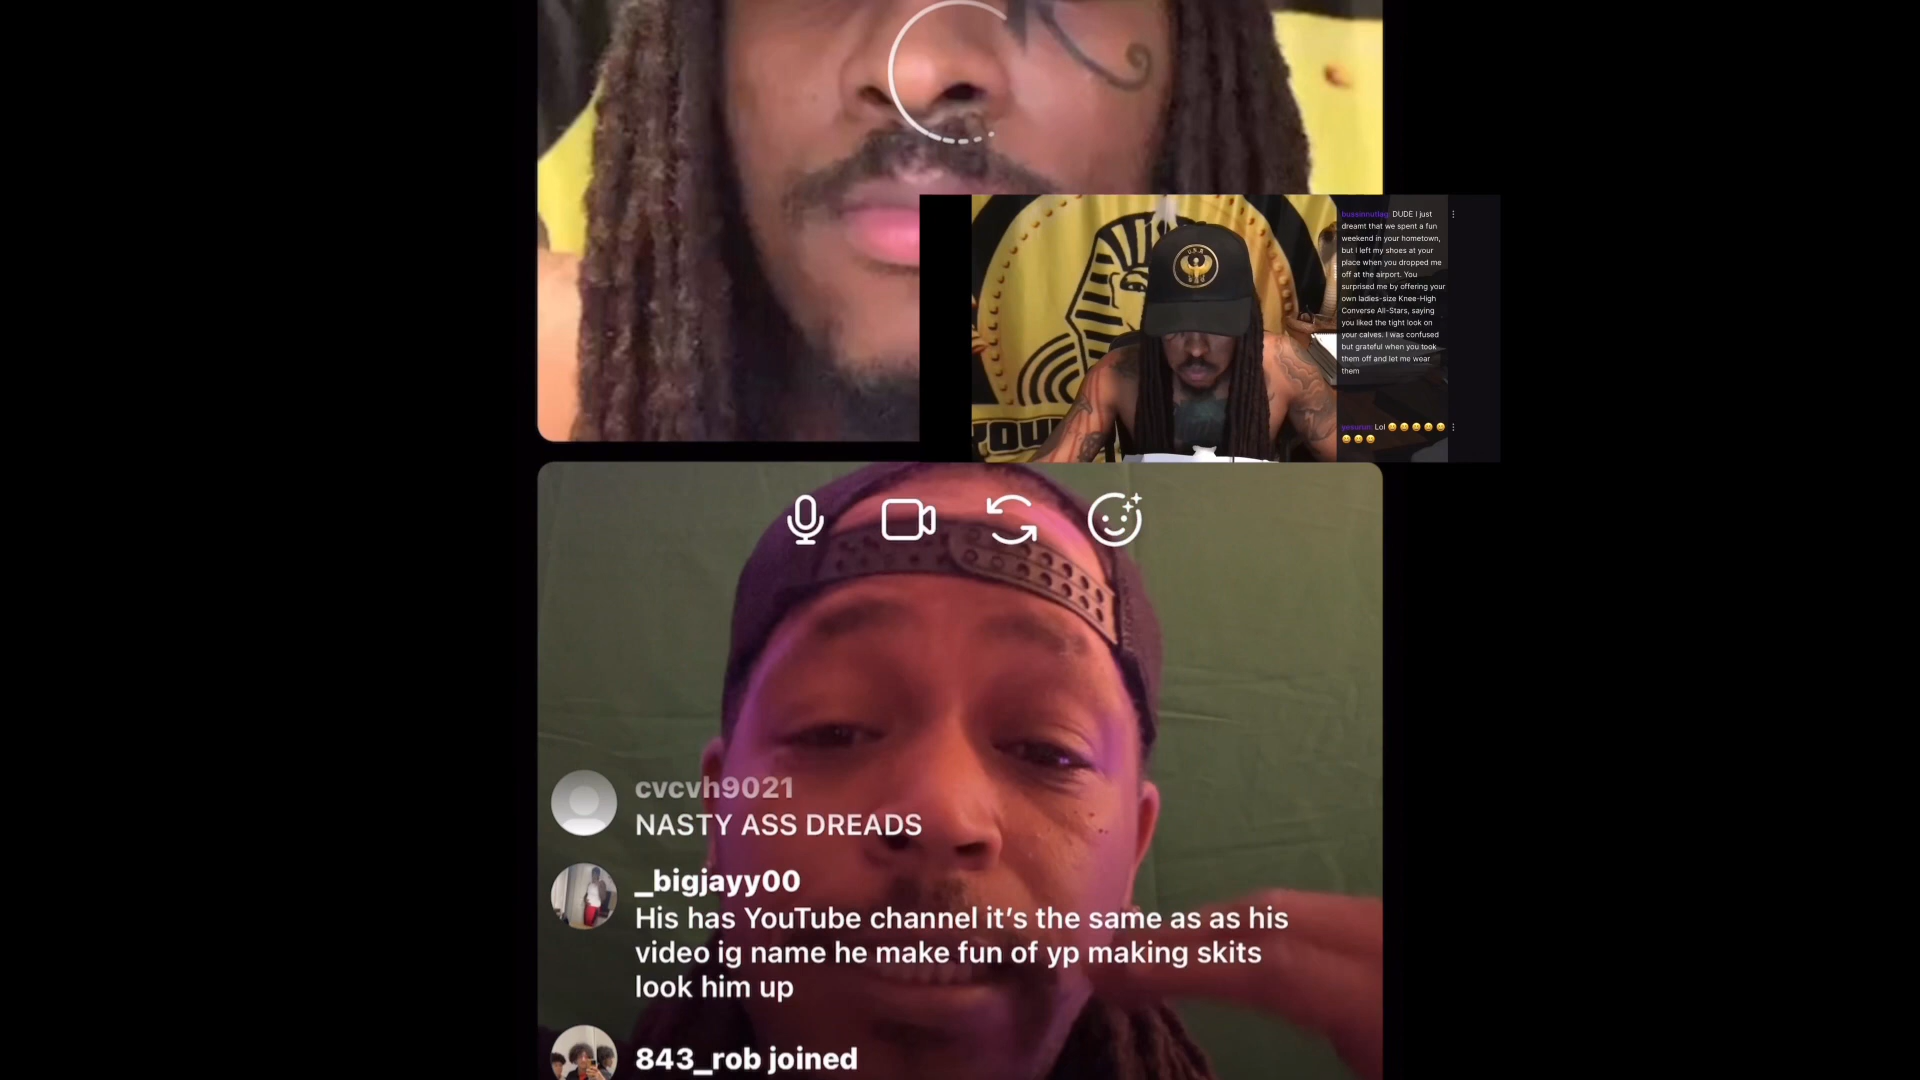 bussinnutlag DUDE I just
dreamt that we spent a fun
weekend in your hometown,
but I left my shoes at your
place when you dropped me
off at the airport. You
surprised me by offering your
own ladies-size Knee-High
Converse All-Stars, saying
you liked the tight look on
your calves. I was confused
but grateful when you took
them off and let me wear
them
Lol 😀 😀 😀 😀 😀
😀 😀 😀
YOU
cvcvh9021
NASTY ASS DREADS
_bigjayy00
His has YouTube channel it's the same as as his
video ig name he make fun of yp making skits
look him up
843_rob joined